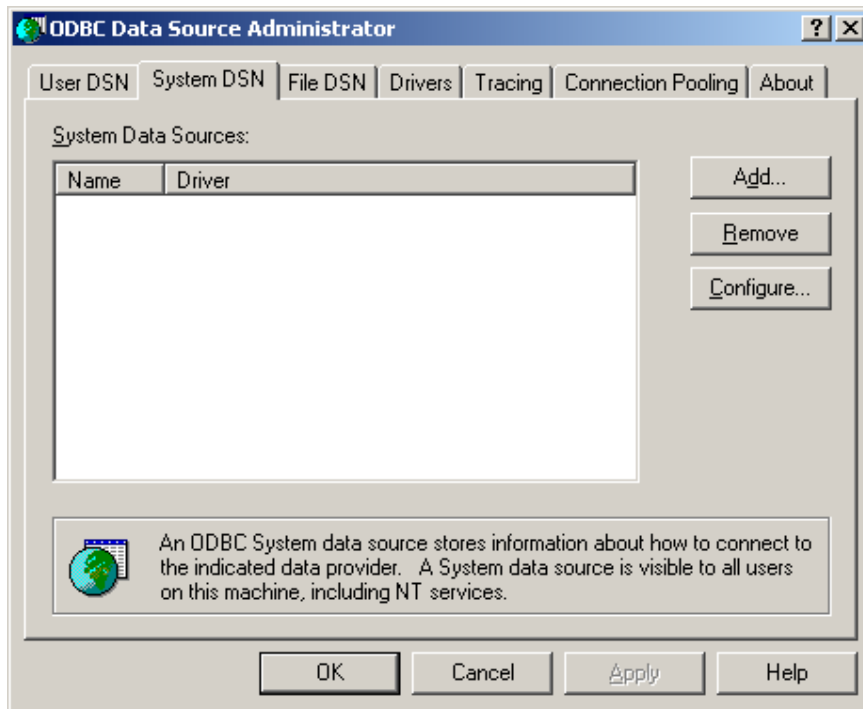 ODBC Data Source Administrator
User DSN System DSN File DSN Drivers Tracing Connection Pooling About
System Data Sources:
Name Driver
Add...
Remove
Configure...
An ODBC System data source stores information about how to connect to
the indicated data provider. A System data source is visible to all users
on this machine, including NT services.
OK Cancel Apply Help